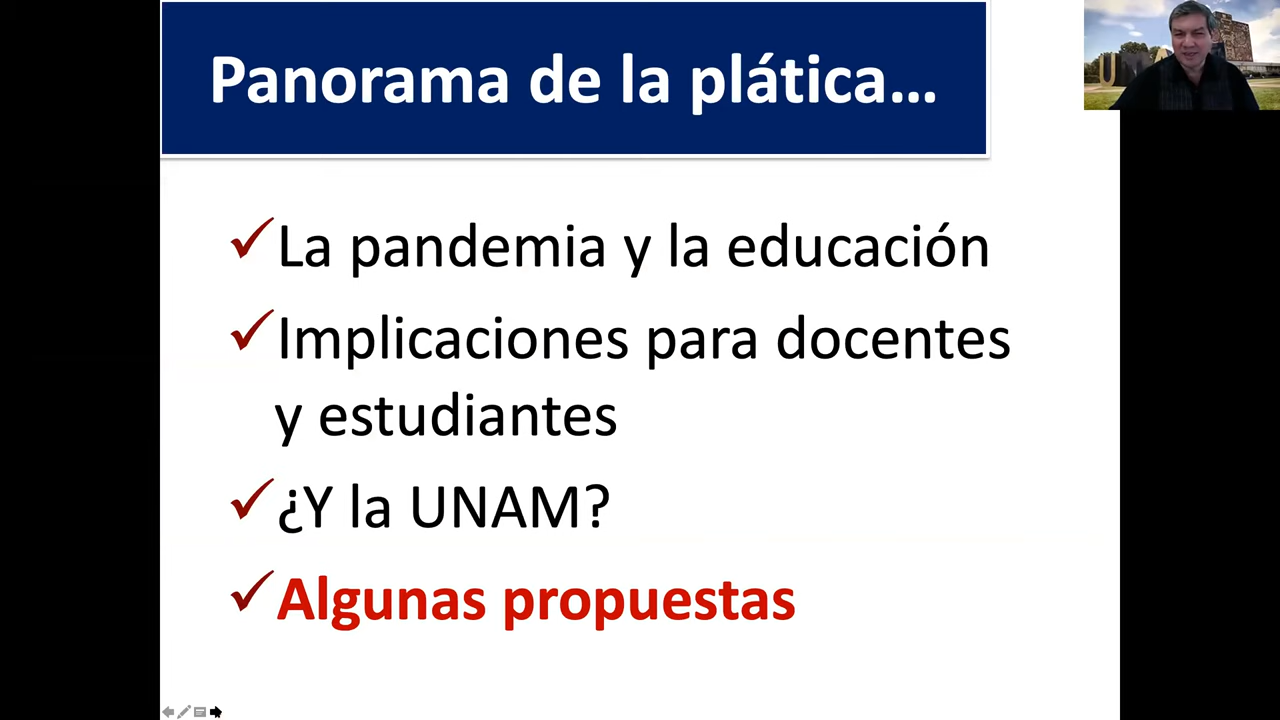 Panorama de la plática...
La pandemia y la educación
Implicaciones para docentes
y estudiantes
¿Y la UNAM?
Algunas propuestas